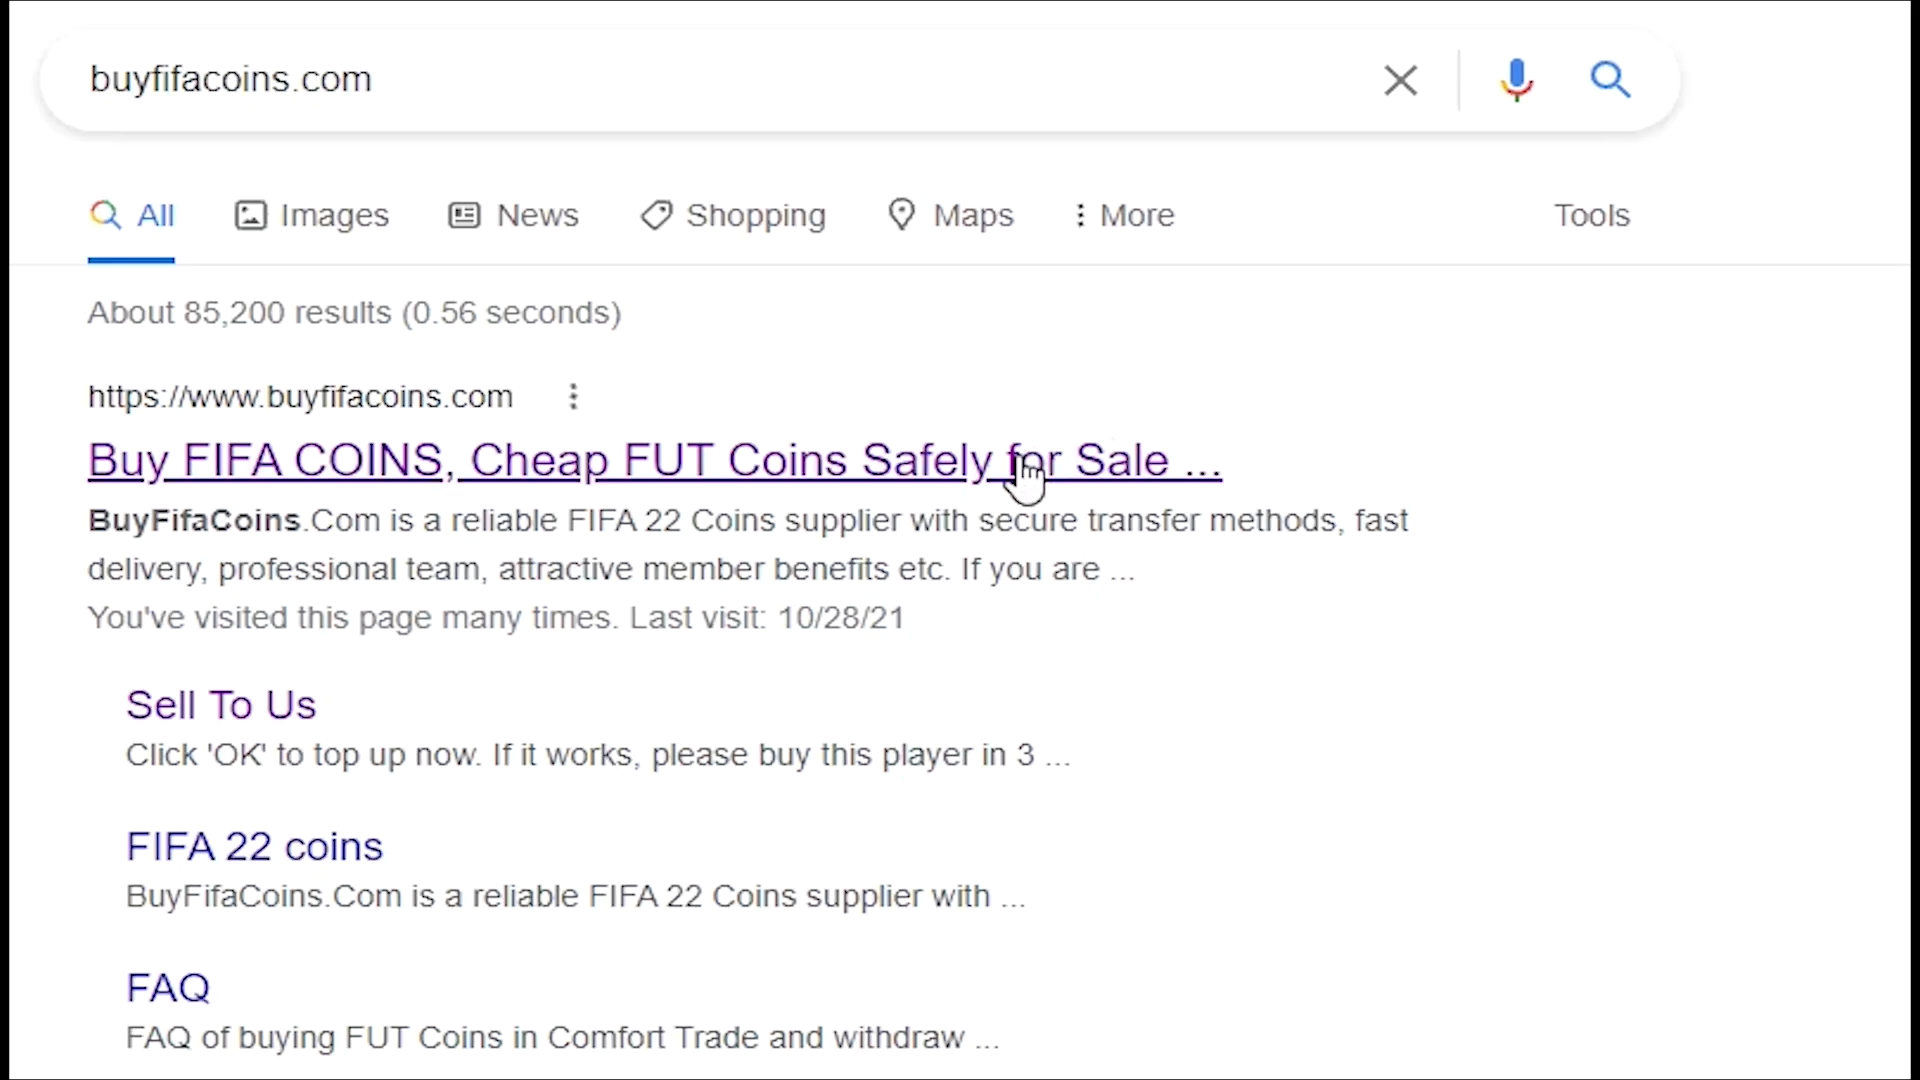 buyfifacoins.com
All Images News Shopping Maps More Tools
About 85,200 results (0.56 seconds)
https://www.buyfifacoins.com
Buy FIFA COINS, Cheap FUT Coins Safely for Sale ...
BuyFifaCoins.Com is a reliable FIFA 22 Coins supplier with secure transfer methods, fast
delivery, professional team, attractive member benefits etc. If you are ...
You've visited this page many times. Last visit: 10/28/21
Sell To Us
Click 'OK' to top up now. If it works, please buy this player in 3 ...
FIFA 22 coins
BuyFifaCoins.Com is a reliable FIFA 22 Coins supplier with ...
FAQ
FAQ of buying FUT Coins in Comfort Trade and withdraw ...